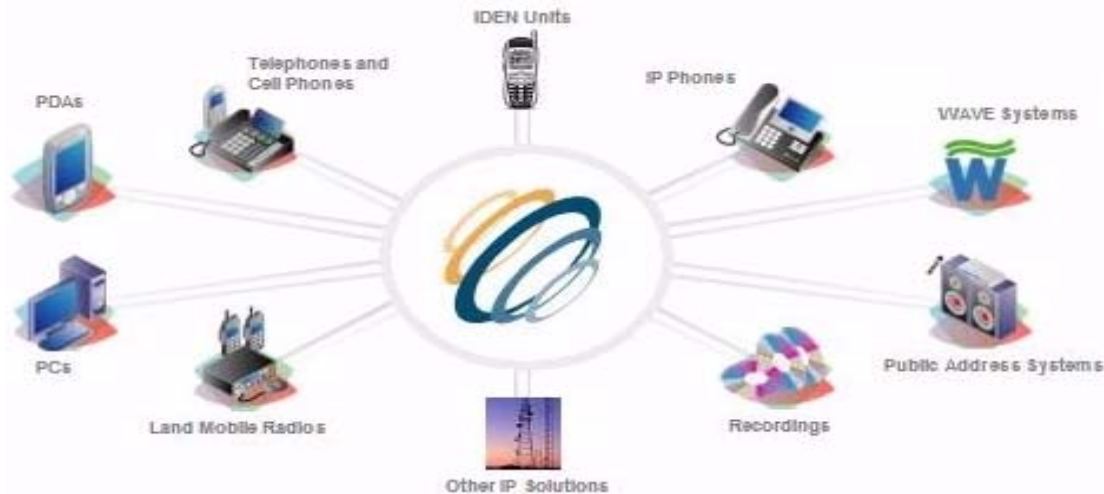 IDEN Units
Telephones and
Cell Phones
IP Phones
PDAs
WAVE Systems
W
PCs
Public Address Systems
Land Mobile Radios
Recordings
Other IP Solutions